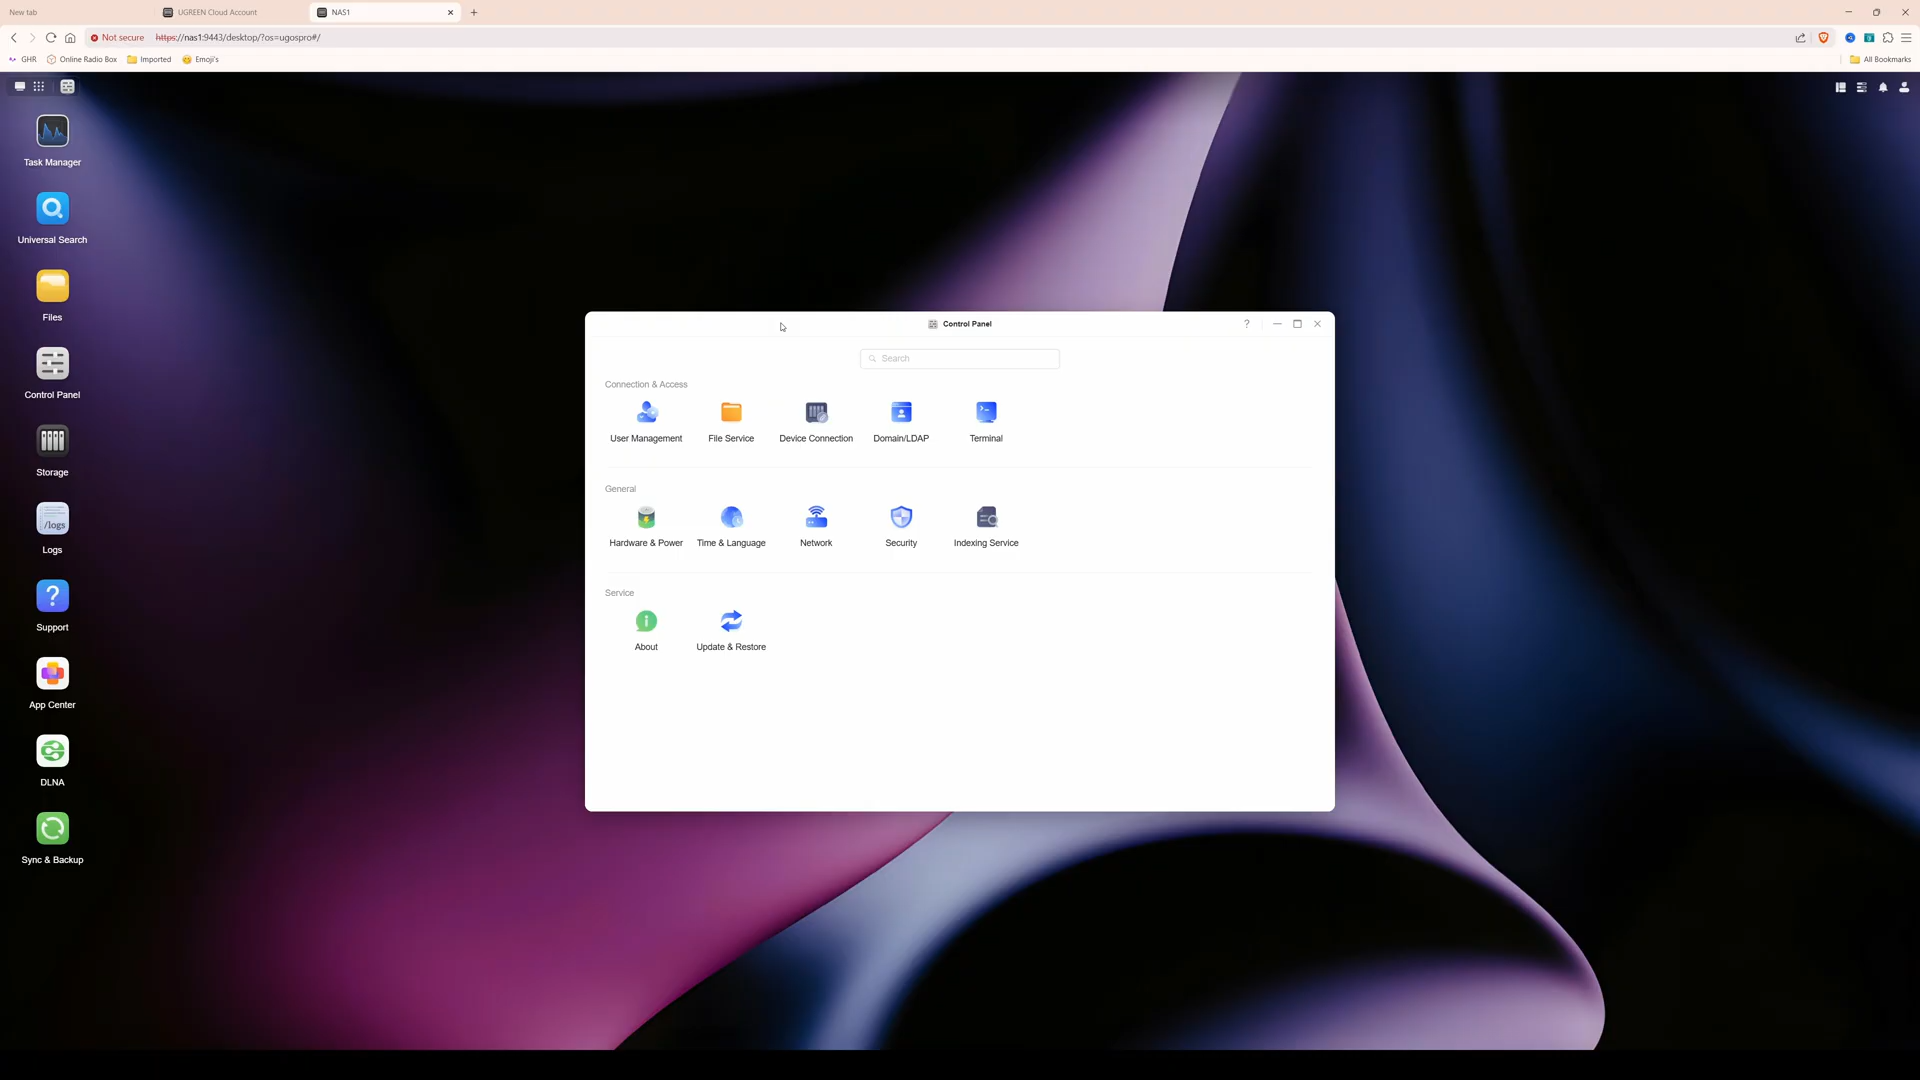 New tab
UGREEN Cloud Account
NAS1
Not secure
https://nas1:9443/desktop/?os=ugospro#/
GHR
Online Radio Box
Imported
Emoji's
All Bookmarks
Task Manager
Universal Search
Files
Control Panel
Storage
/logs
Logs
?
Support
App Center
DLNA
Sync & Backup
Control Panel
?
Search
Connection & Access
User Management
File Service
Device Connection
Domain/LDAP
Terminal
General
Hardware & Power
Time & Language
Network
Security
Indexing Service
Service
About
Update & Restore